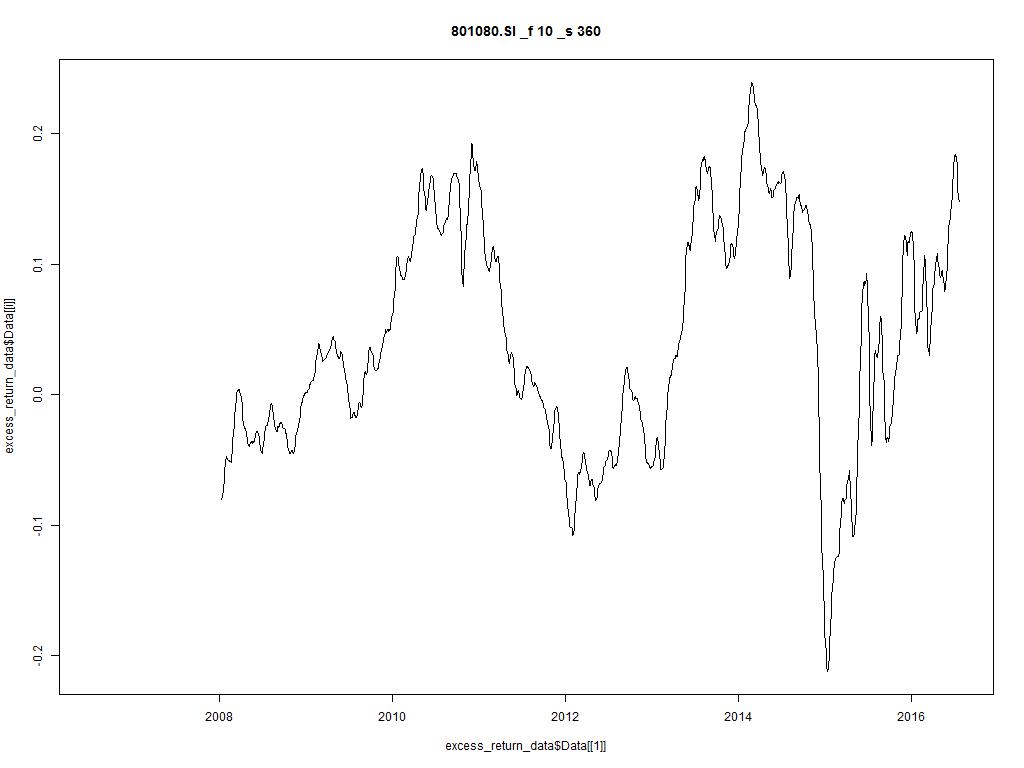 801080.SI _f 10 _s 360
excess_return_data$Data[[i]]
0.2
0.1
0.0
-0.1
-0.2
2008 2010 2012 2014 2016
excess_return_data$Data[[1]]